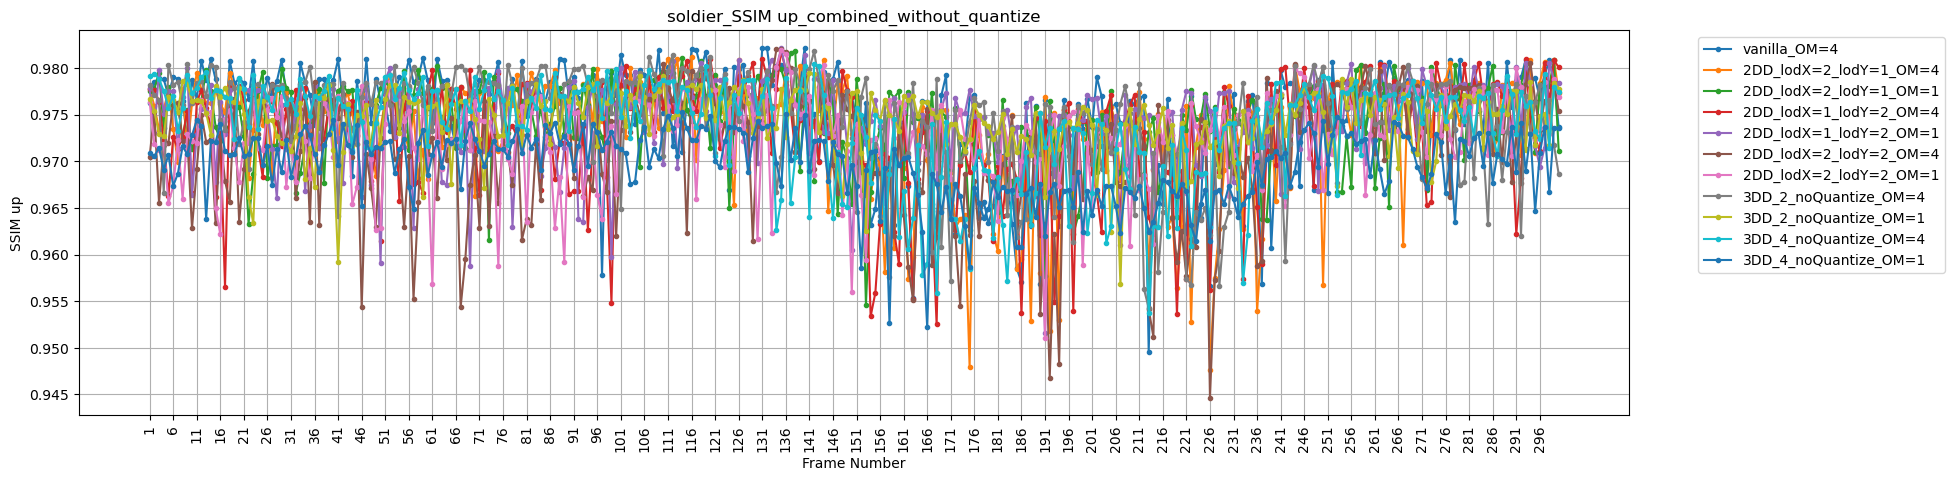 soldier_SSIM up_combined_without_quantize
SSIM up
0.980
0.975
0.970
0.965
0.960
0.955
0.950
0.945
1 6 11 16 21 26 31 36 41 46 51 56 61 66 71 76 81 86 91 96 101 106 111 116 121 126 131 136 141 146 151 156 161 166 171 176 181 186 191 196 201 206 211 216 221 226 231 236 241 246 251 256 261 266 271 276 281 286 291 296
Frame Number
vanilla_OM=4
2DD_lodX=2_lodY=1_OM=4
2DD_lodX=2_lodY=1_OM=1
2DD_lodX=1_lodY=2_OM=4
2DD_lodX=1_lodY=2_OM=1
2DD_lodX=2_lodY=2_OM=4
2DD_lodX=2_lodY=2_OM=1
3DD_2_noQuantize_OM=4
3DD_2_noQuantize_OM=1
3DD_4_noQuantize_OM=4
3DD_4_noQuantize_OM=1